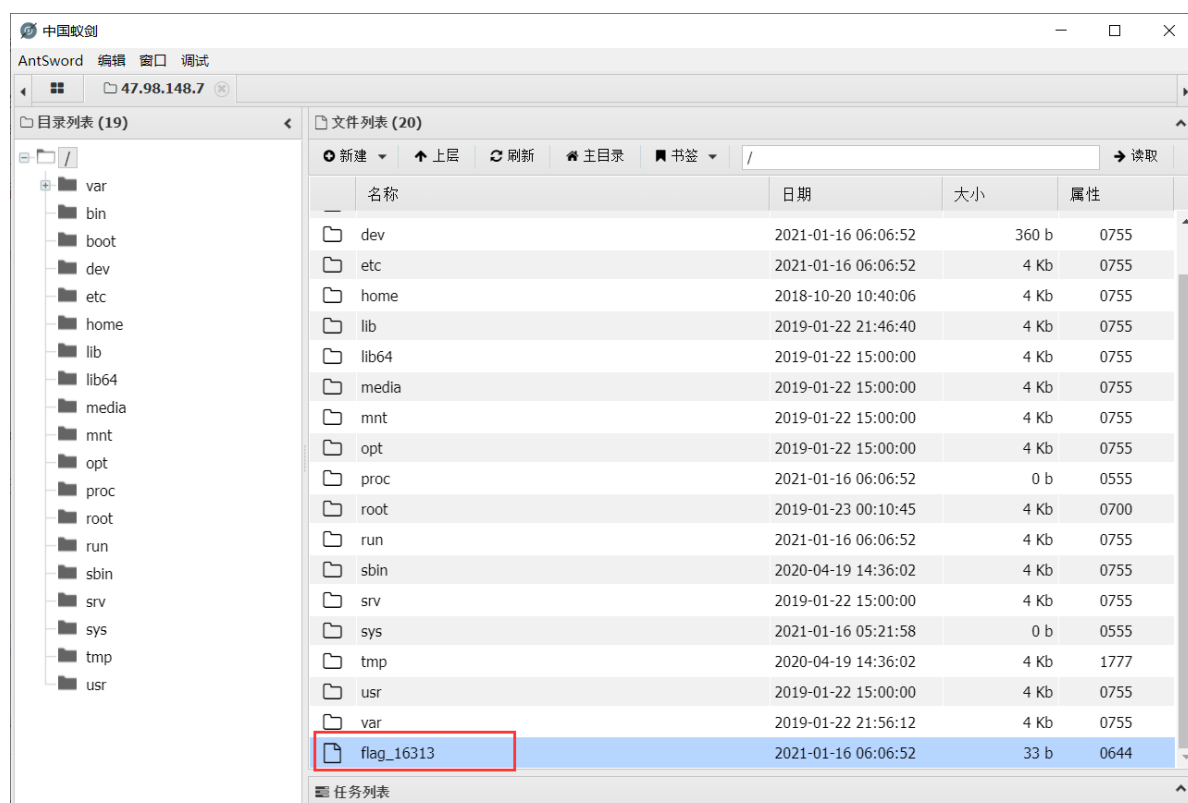 中国蚁剑
AntSword 编辑 窗口 调试
47.98.148.7
目录列表 (19)
/
var
bin
boot
dev
etc
home
lib
lib64
media
mnt
opt
proc
root
run
sbin
srv
sys
tmp
usr
文件列表 (20)
新建 上层 刷新 主目录 书签 / 读取
名称 日期 大小 属性
dev 2021-01-16 06:06:52 360 b 0755
etc 2021-01-16 06:06:52 4 Kb 0755
home 2018-10-20 10:40:06 4 Kb 0755
lib 2019-01-22 21:46:40 4 Kb 0755
lib64 2019-01-22 15:00:00 4 Kb 0755
media 2019-01-22 15:00:00 4 Kb 0755
mnt 2019-01-22 15:00:00 4 Kb 0755
opt 2019-01-22 15:00:00 4 Kb 0755
proc 2021-01-16 06:06:52 0 b 0555
root 2019-01-23 00:10:45 4 Kb 0700
run 2021-01-16 06:06:52 4 Kb 0755
sbin 2020-04-19 14:36:02 4 Kb 0755
srv 2019-01-22 15:00:00 4 Kb 0755
sys 2021-01-16 05:21:58 0 b 0555
tmp 2020-04-19 14:36:02 4 Kb 1777
usr 2019-01-22 15:00:00 4 Kb 0755
var 2019-01-22 21:56:12 4 Kb 0755
flag_16313 2021-01-16 06:06:52 33 b 0644
任务列表